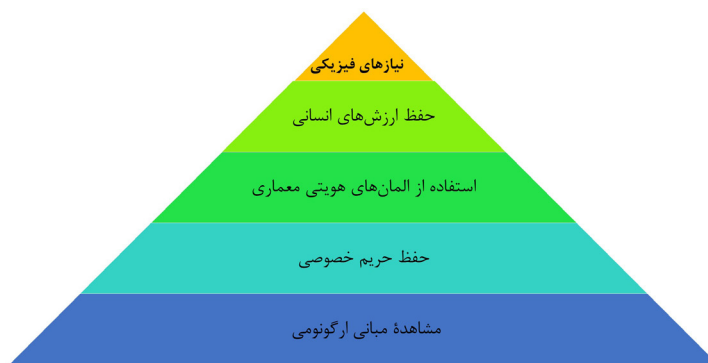 نیازهای فیزیکی
حفظ ارزش‌های انسانی
استفاده از المان‌های هویتی معماری
حفظ حریم خصوصی
مشاهدهٔ مبانی ارگونومی